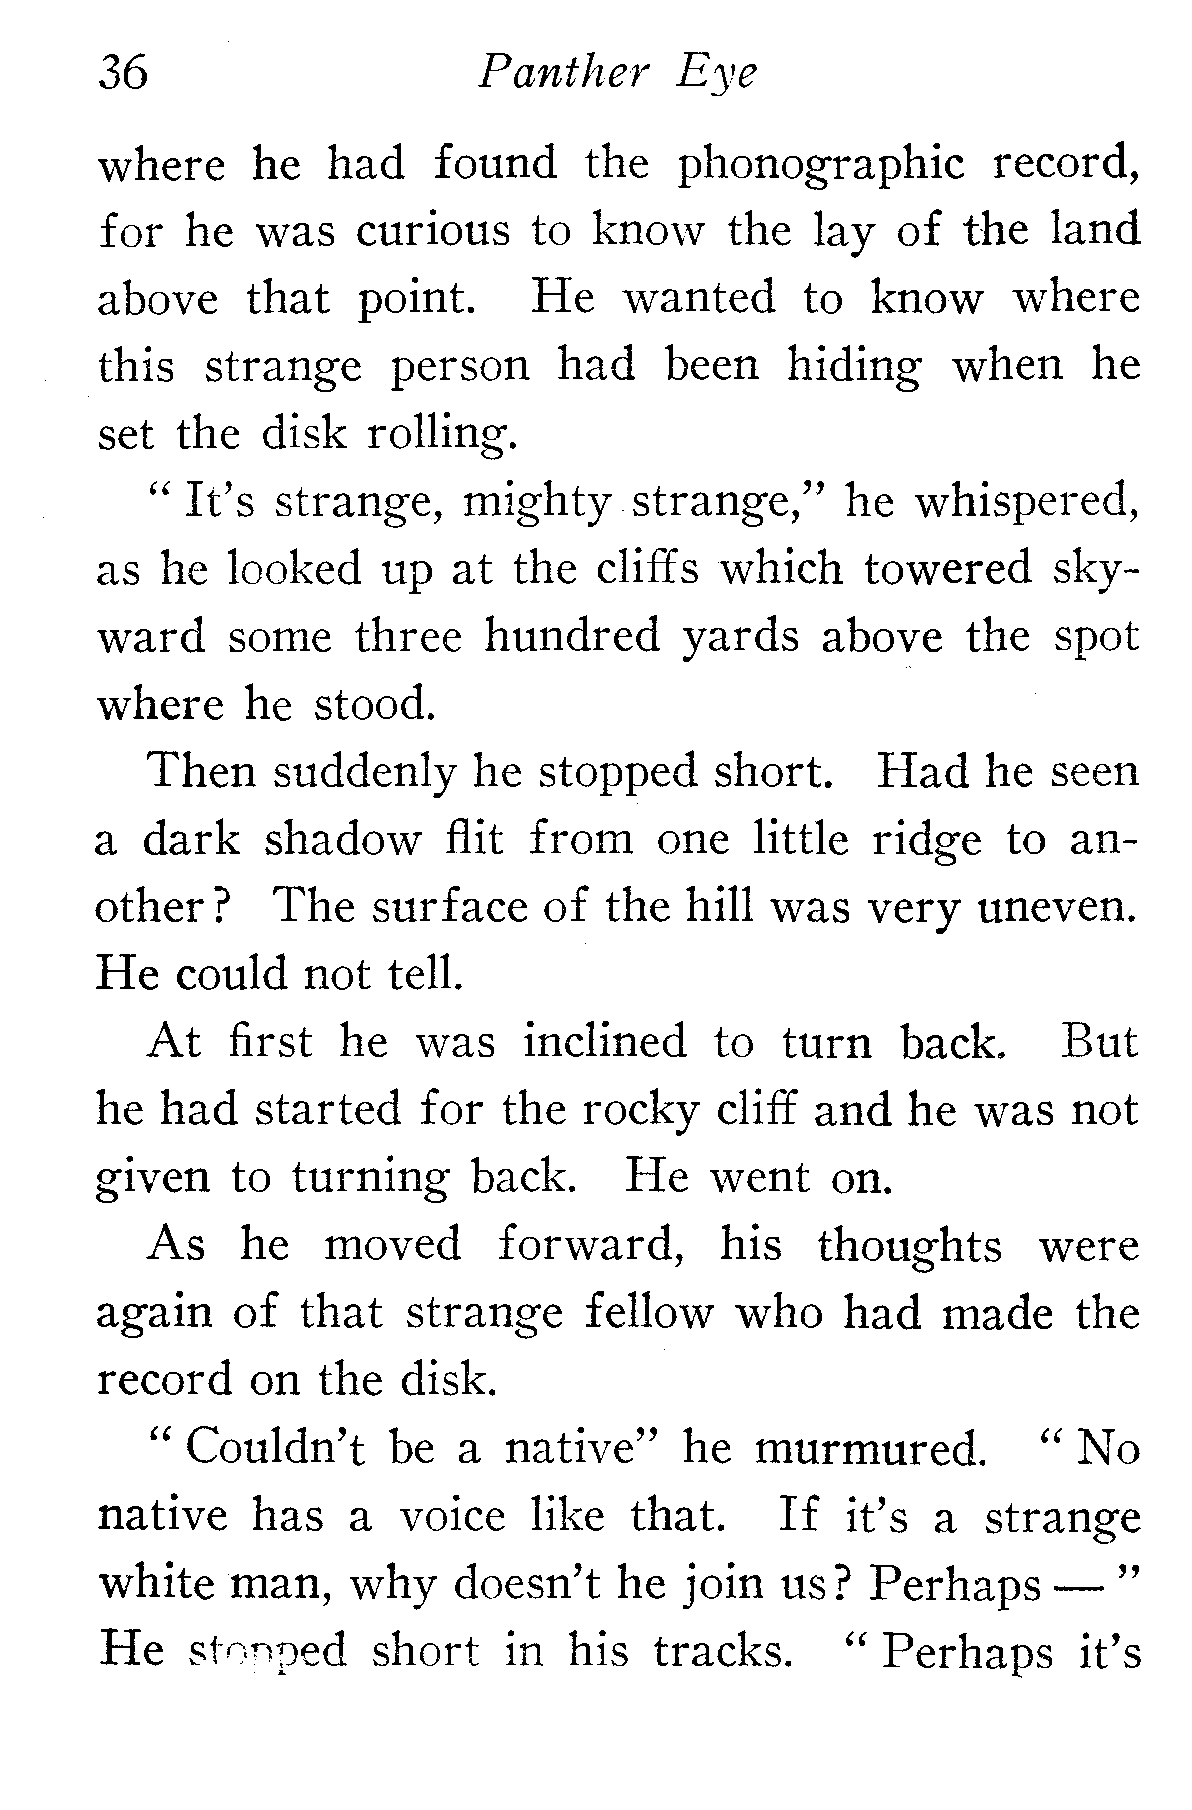 36 Panther Eye
where he had found the phonographic record,
for he was curious to know the lay of the land
above that point. He wanted to know where
this strange person had been hiding when he
set the disk rolling.
“ It’s strange, mighty strange,” he whispered,
as he looked up at the cliffs which towered sky-
ward some three hundred yards above the spot
where he stood.
Then suddenly he stopped short. Had he seen
a dark shadow flit from one little ridge to an-
other? The surface of the hill was very uneven.
He could not tell.
At first he was inclined to turn back. But
he had started for the rocky cliff and he was not
given to turning back. He went on.
As he moved forward, his thoughts were
again of that strange fellow who had made the
record on the disk.
“ Couldn’t be a native” he murmured. “ No
native has a voice like that. If it’s a strange
white man, why doesn’t he join us? Perhaps — ”
He stopped short in his tracks. “ Perhaps it’s